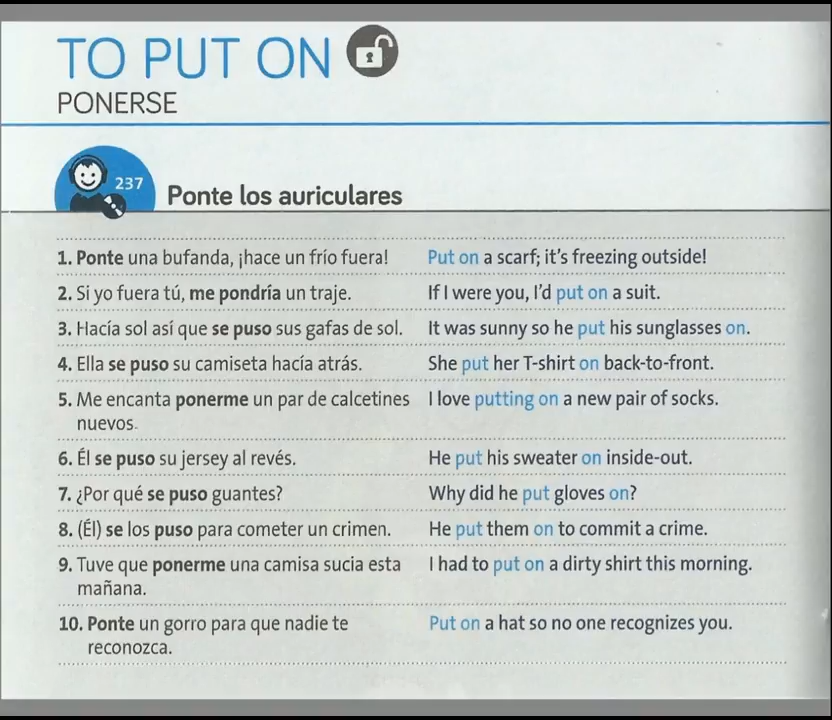 TO PUT ON
PONERSE
237
Ponte los auriculares
1. Ponte una bufanda, ¡hace un frío fuera! Put on a scarf; it's freezing outside!
2. Si yo fuera tú, me pondría un traje. If I were you, I'd put on a suit.
3. Hacía sol así que se puso sus gafas de sol. It was sunny so he put his sunglasses on.
4. Ella se puso su camiseta hacía atrás. She put her T-shirt on back-to-front.
5. Me encanta ponerme un par de calcetines I love putting on a new pair of socks.
nuevos.
6. Él se puso su jersey al revés. He put his sweater on inside-out.
7. ¿Por qué se puso guantes? Why did he put gloves on?
8. (Él) se los puso para cometer un crimen. He put them on to commit a crime.
9. Tuve que ponerme una camisa sucia esta I had to put on a dirty shirt this morning.
mañana.
10. Ponte un gorro para que nadie te Put on a hat so no one recognizes you.
reconozca.